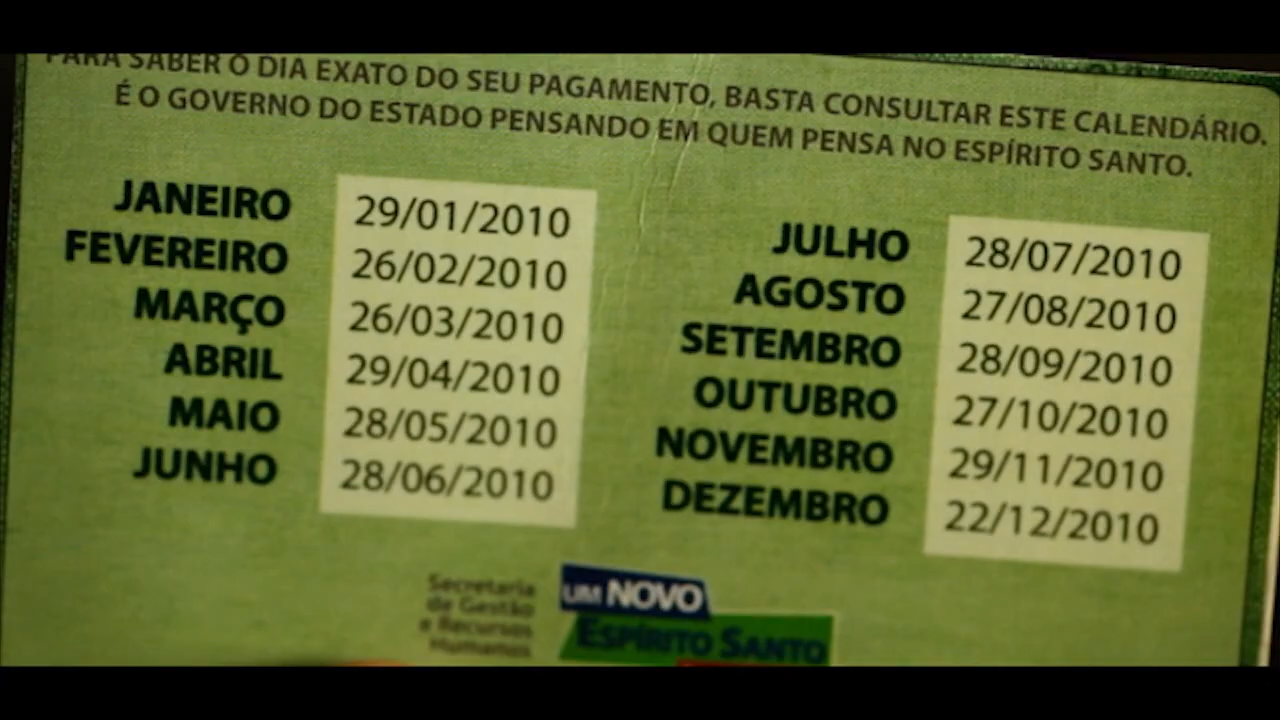 PARA SABER O DIA EXATO DO SEU PAGAMENTO, BASTA CONSULTAR ESTE CALENDÁRIO.
É O GOVERNO DO ESTADO PENSANDO EM QUEM PENSA NO ESPÍRITO SANTO.
JANEIRO 29/01/2010
FEVEREIRO 26/02/2010
MARÇO 26/03/2010
ABRIL 29/04/2010
MAIO 28/05/2010
JUNHO 28/06/2010
JULHO 28/07/2010
AGOSTO 27/08/2010
SETEMBRO 28/09/2010
OUTUBRO 27/10/2010
NOVEMBRO 29/11/2010
DEZEMBRO 22/12/2010
Secretaria
de Gestão
e Recursos
Humanos
UM NOVO
ESPÍRITO SANTO